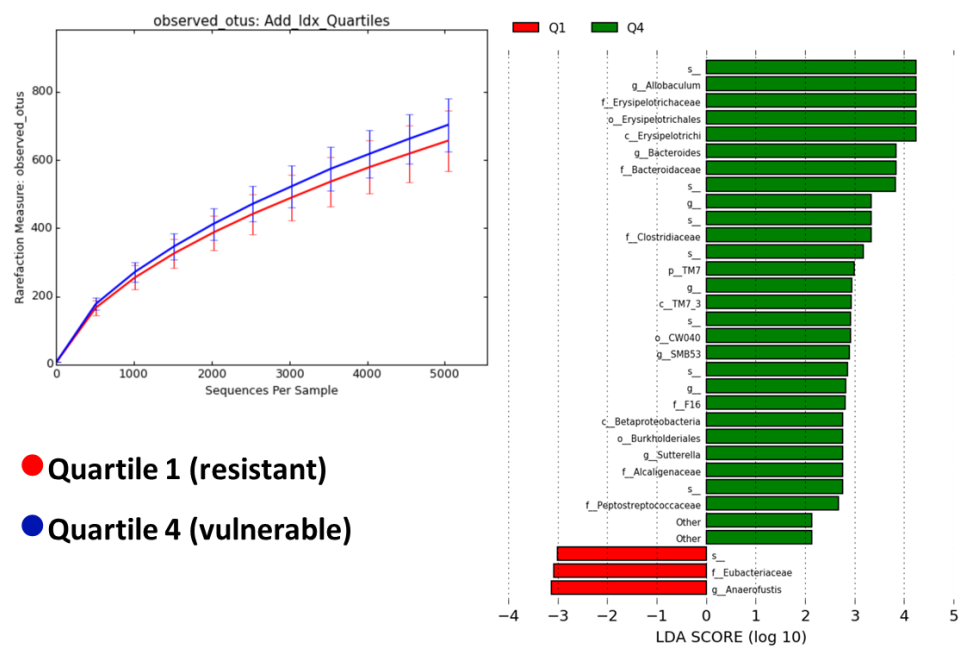 observed_otus: Add_Idx_Quartiles
Rarefaction Measure: observed_otus
800
600
400
200
0
0 1000 2000 3000 4000 5000
Sequences Per Sample
Quartile 1 (resistant)
Quartile 4 (vulnerable)
Q1 Q4
s__
g__Allobaculum
f__Erysipelotrichaceae
o__Erysipelotrichales
c__Erysipelotrichi
g__Bacteroides
f__Bacteroidaceae
s__
g__
s__
f__Clostridiaceae
s__
p__TM7
g__
c__TM7_3
s__
o__CW040
g__SMB53
s__
g__
f__F16
c__Betaproteobacteria
o__Burkholderiales
g__Sutterella
f__Alcaligenaceae
s__
f__Peptostreptococcaceae
Other
Other
s__
f__Eubacteriaceae
g__Anaerofustis
−4 −3 −2 −1 0 1 2 3 4 5
LDA SCORE (log 10)